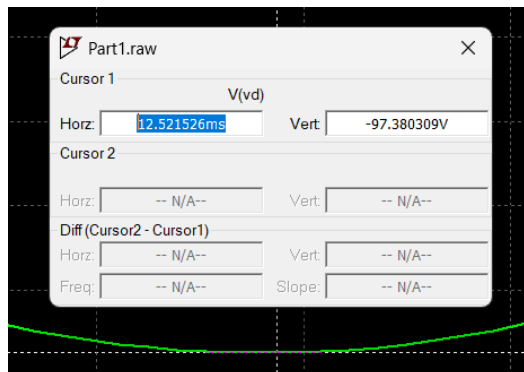 Part1.raw
Cursor 1
V(vd)
Horz: 12.521526ms Vert: -97.380309V
Cursor 2
Horz: -- N/A-- Vert: -- N/A--
Diff (Cursor2 - Cursor1)
Horz: -- N/A-- Vert: -- N/A--
Freq: -- N/A-- Slope: -- N/A--